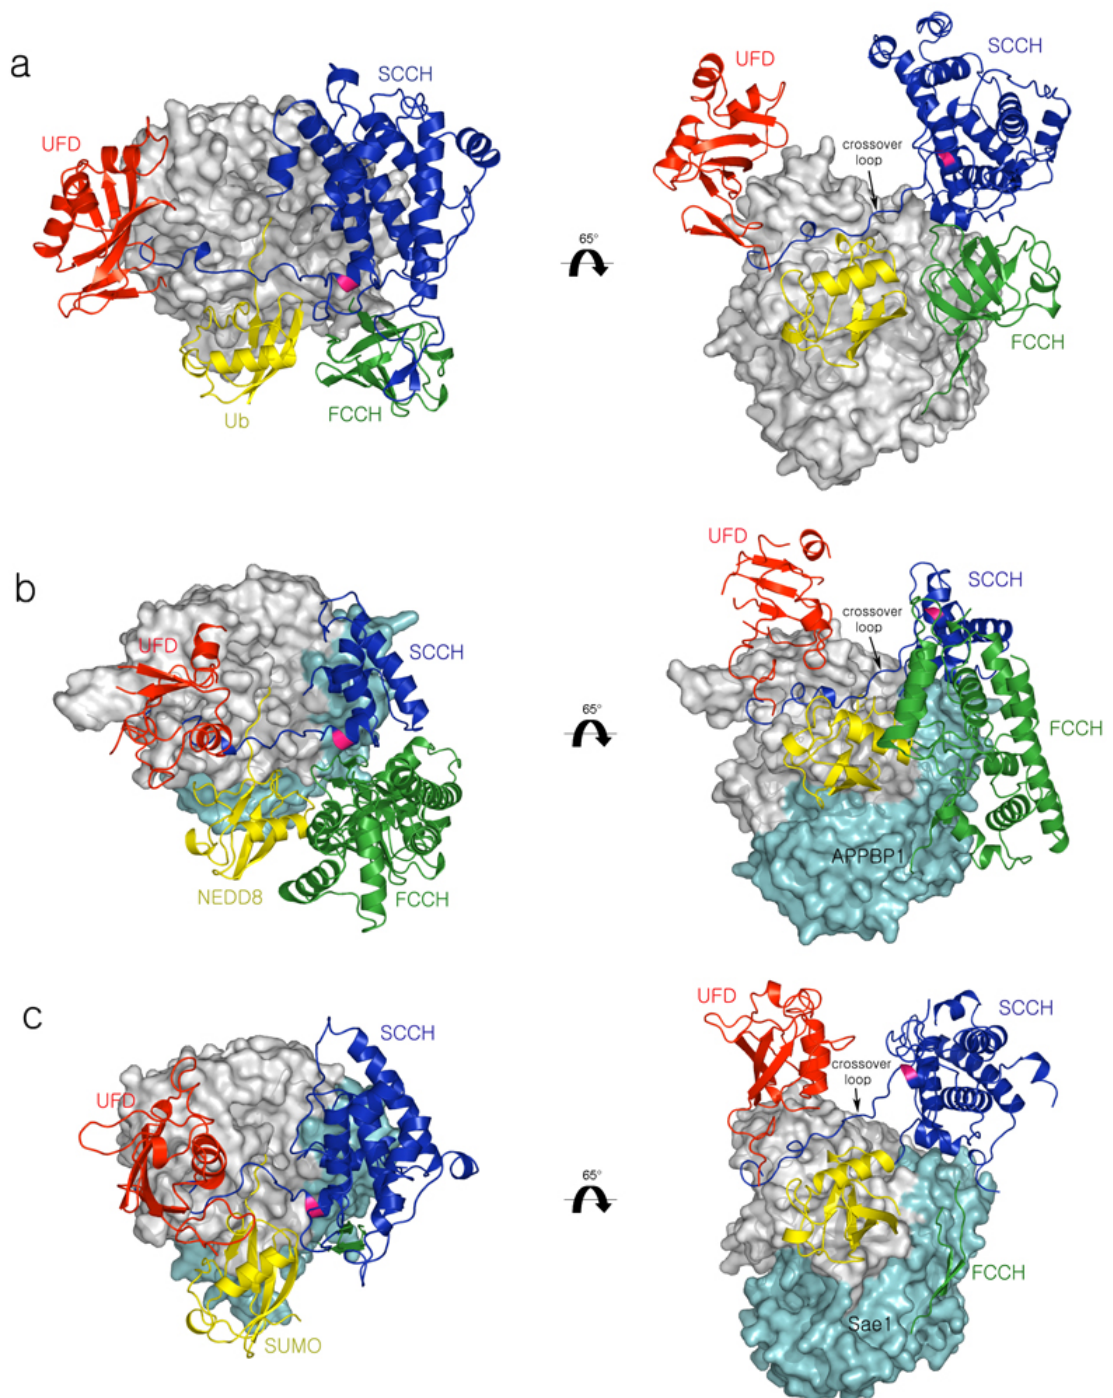 a
UFD
SCCH
Ub
FCCH
65°
UFD
SCCH
crossover
loop
FCCH
b
UFD
SCCH
NEDD8
FCCH
65°
UFD
SCCH
crossover
loop
FCCH
APPBP1
c
UFD
SCCH
SUMO
65°
UFD
SCCH
crossover
loop
FCCH
Sae1